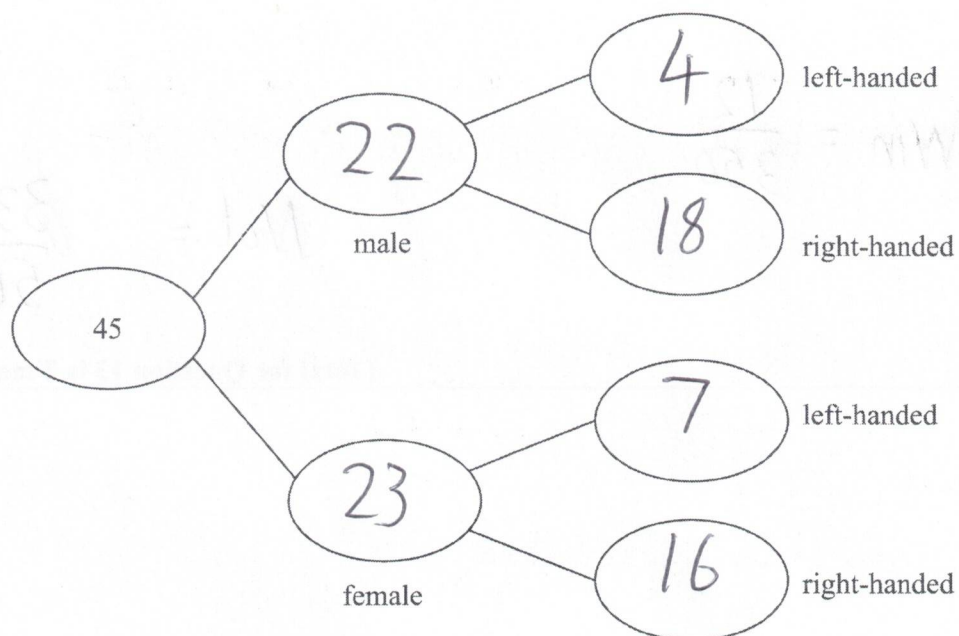 4 left-handed
22
male
18 right-handed
45
7 left-handed
23
female
16 right-handed